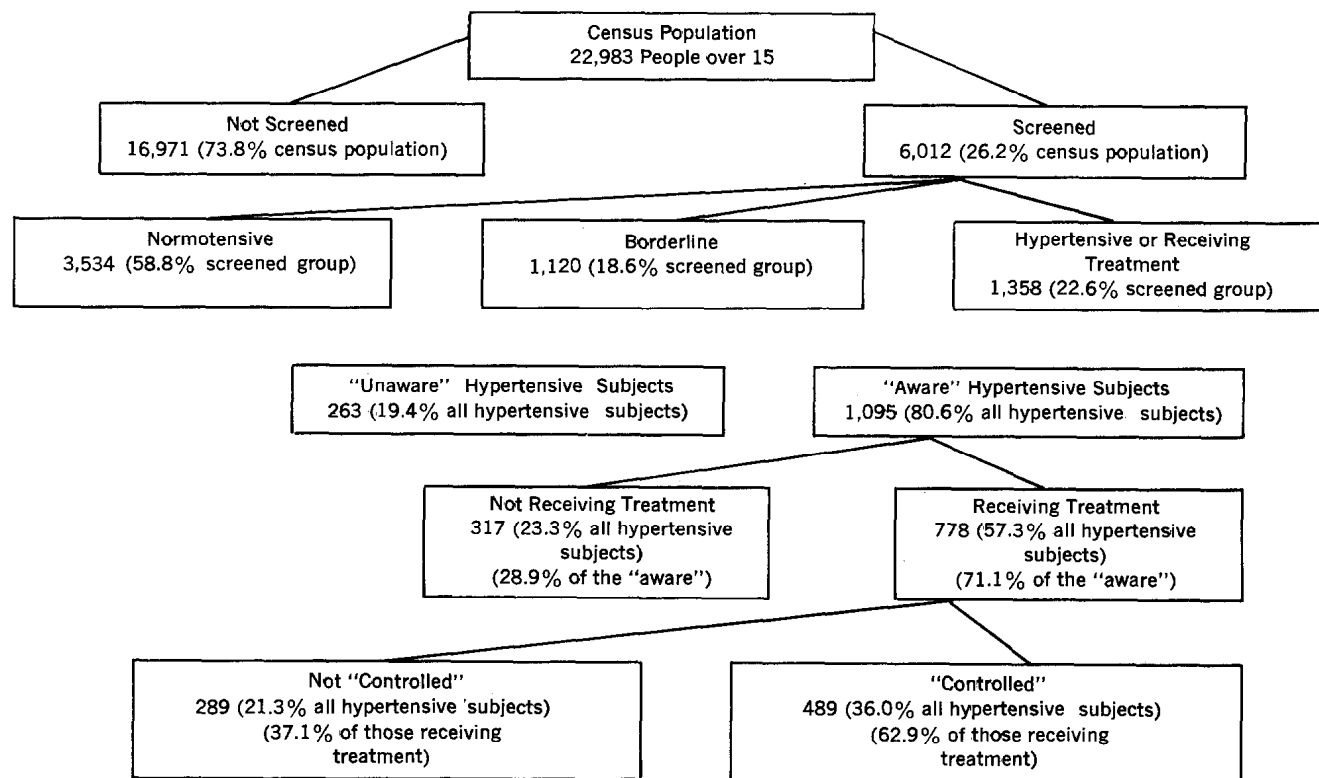 Census Population
22,983 People over 15
Not Screened
16,971 (73.8% census population)
Screened
6,012 (26.2% census population)
Normotensive
3,534 (58.8% screened group)
Borderline
1,120 (18.6% screened group)
Hypertensive or Receiving
Treatment
1,358 (22.6% screened group)
"Unaware" Hypertensive Subjects
263 (19.4% all hypertensive subjects)
"Aware" Hypertensive Subjects
1,095 (80.6% all hypertensive subjects)
Not Receiving Treatment
317 (23.3% all hypertensive
subjects)
(28.9% of the "aware")
Receiving Treatment
778 (57.3% all hypertensive
subjects)
(71.1% of the "aware")
Not "Controlled"
289 (21.3% all hypertensive subjects)
(37.1% of those receiving
treatment)
"Controlled"
489 (36.0% all hypertensive subjects)
(62.9% of those receiving
treatment)